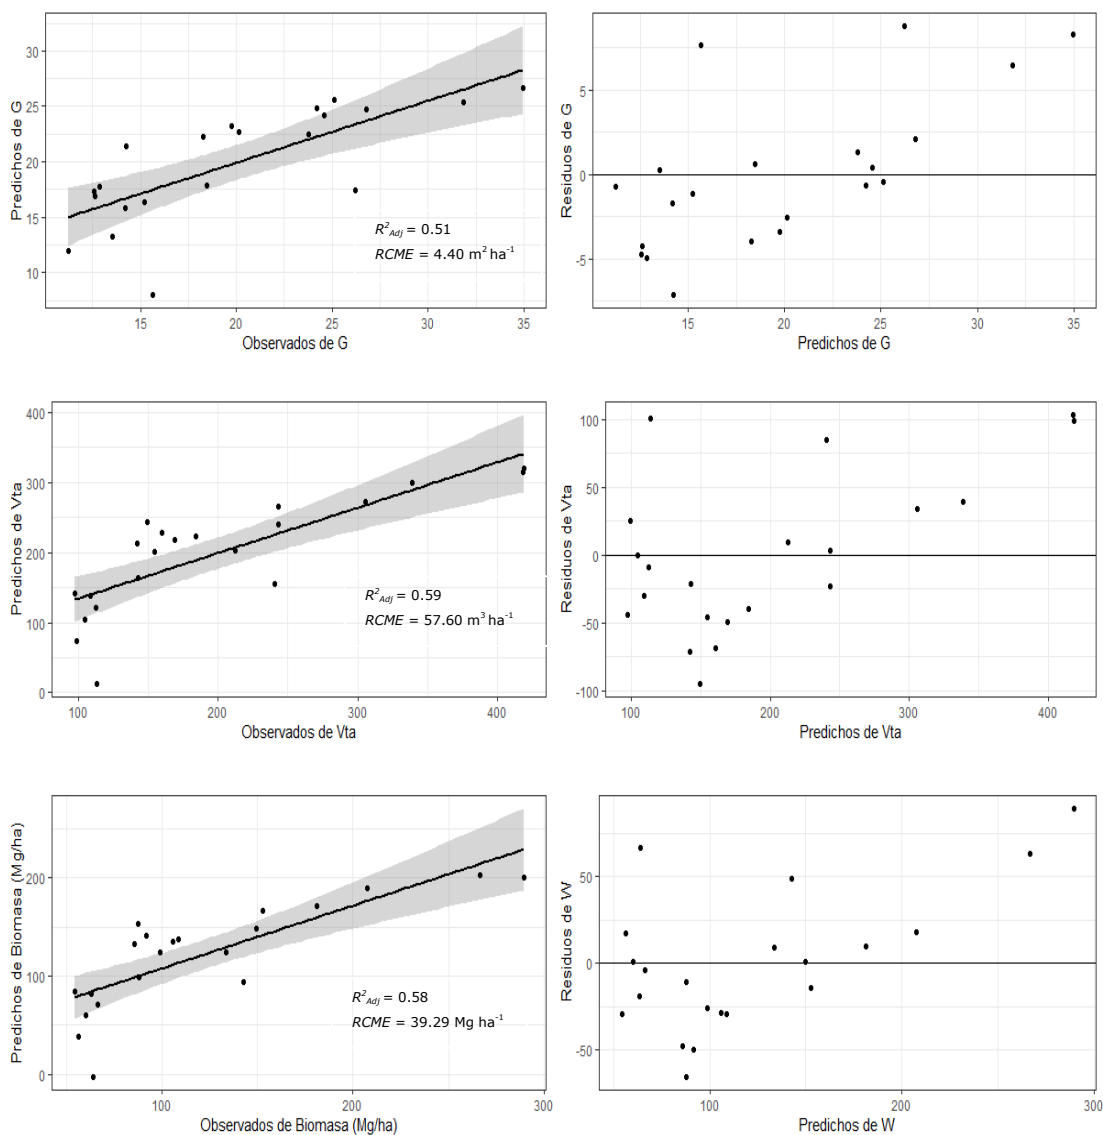 30
25
20
15
10
Predichos de G
R²Adj = 0.51
RCME = 4.40 m² ha⁻¹
15 20 25 30 35
Observados de G
5
0
-5
Residuos de G
15 20 25 30 35
Predichos de G
400
300
200
100
0
Predichos de Vta
R²Adj = 0.59
RCME = 57.60 m³ ha⁻¹
100 200 300 400
Observados de Vta
100
50
0
-50
-100
Residuos de Vta
100 200 300 400
Predichos de Vta
200
100
0
Predichos de Biomasa (Mg/ha)
R²Adj = 0.58
RCME = 39.29 Mg ha⁻¹
100 200 300
Observados de Biomasa (Mg/ha)
50
0
-50
Residuos de W
100 200 300
Predichos de W